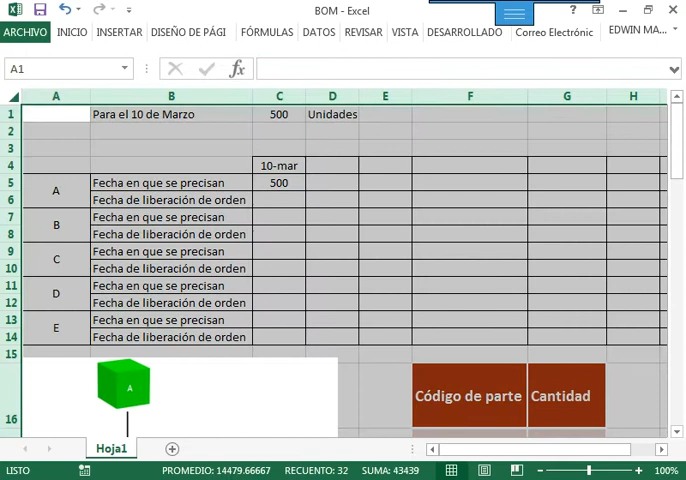 BOM - Excel
ARCHIVO INICIO INSERTAR DISEÑO DE PÁGI FÓRMULAS DATOS REVISAR VISTA DESARROLLADO Correo Electrónic EDWIN MA...
A1 fx
A B C D E F G H
1 Para el 10 de Marzo 500 Unidades
2
3
4 10-mar
5 Fecha en que se precisan 500
A
6 Fecha de liberación de orden
7 Fecha en que se precisan
B
8 Fecha de liberación de orden
9 Fecha en que se precisan
C
10 Fecha de liberación de orden
11 Fecha en que se precisan
D
12 Fecha de liberación de orden
13 Fecha en que se precisan
E
14 Fecha de liberación de orden
15
A Código de parte Cantidad
16
Hoja1
LISTO PROMEDIO: 14479.66667 RECUENTO: 32 SUMA: 43439 100%